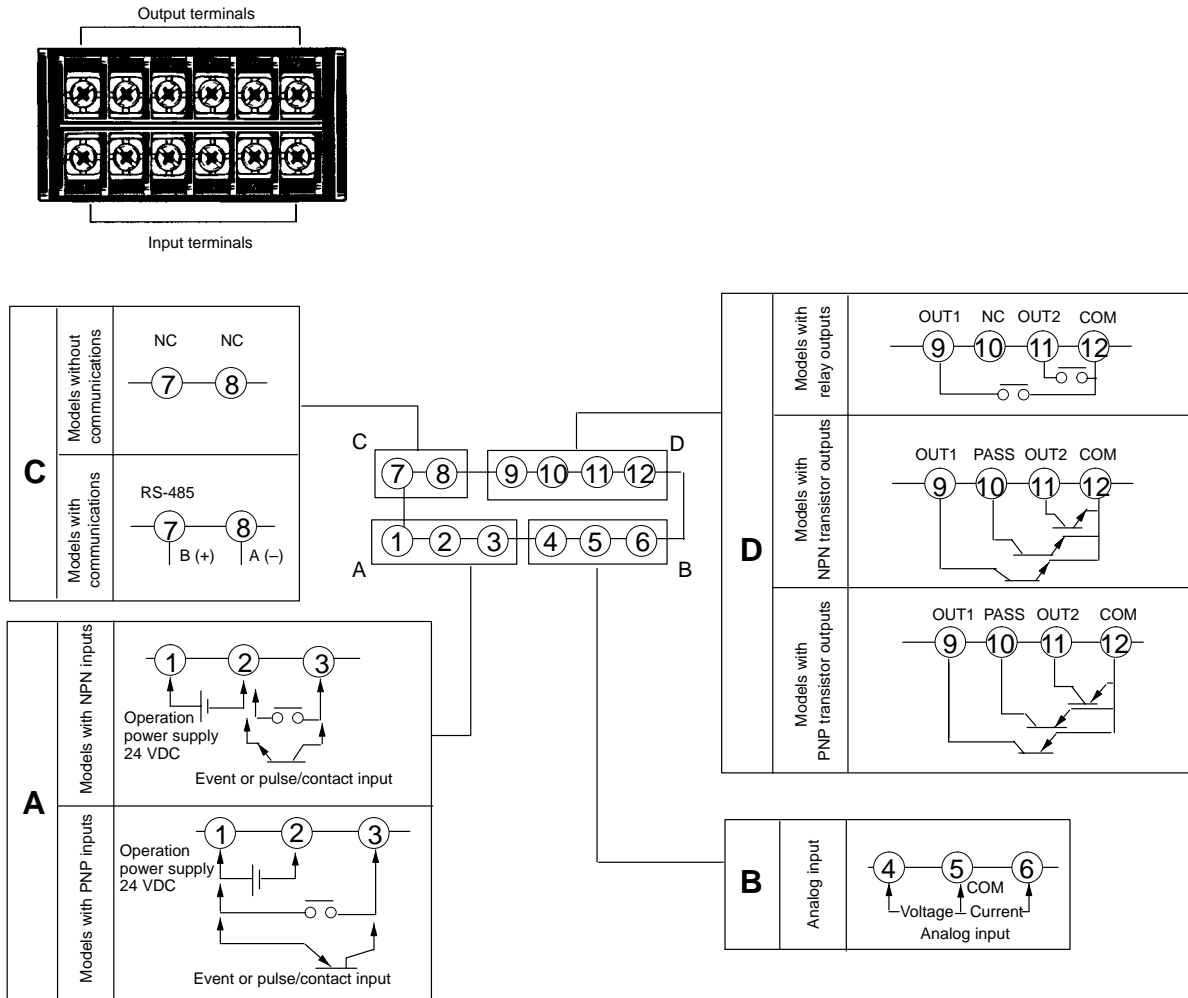 Output terminals
Input terminals
C
Models without
communications
NC NC
7 8
Models with
communications
RS-485
7 8
B (+) A (–)
C D
7 8 9 10 11 12
1 2 3 4 5 6
A B
D
Models with
relay outputs
OUT1 NC OUT2 COM
9 10 11 12
Models with
NPN transistor outputs
OUT1 PASS OUT2 COM
9 10 11 12
Models with
PNP transistor outputs
OUT1 PASS OUT2 COM
9 10 11 12
A
Models with NPN inputs
1 2 3
Operation
power supply
24 VDC
Event or pulse/contact input
Models with PNP inputs
1 2 3
Operation
power supply
24 VDC
Event or pulse/contact input
B
Analog input
4 5 6
COM
Voltage Current
Analog input